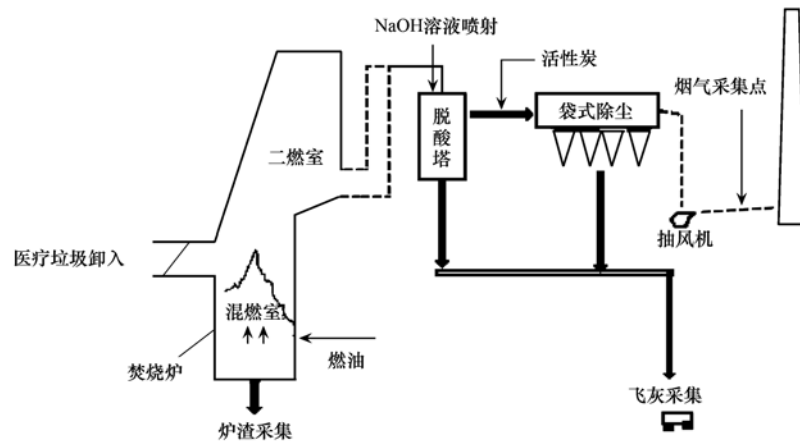 NaOH溶液喷射
活性炭
烟气采集点
袋式除尘
脱酸塔
二燃室
抽风机
医疗垃圾卸入
混燃室
燃油
焚烧炉
飞灰采集
炉渣采集